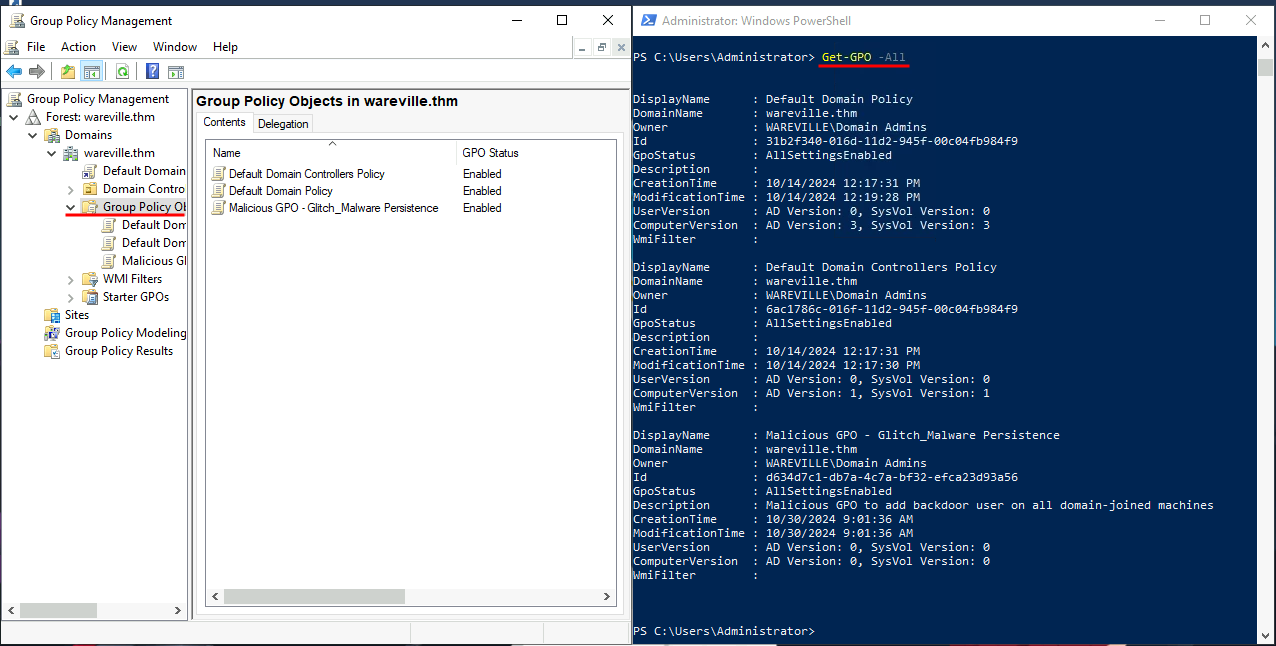 Group Policy Management
File Action View Window Help
Group Policy Management
Forest: wareville.thm
Domains
wareville.thm
Default Domain
Domain Contro
Group Policy Ob
Default Dom
Default Dom
Malicious Gl
WMI Filters
Starter GPOs
Sites
Group Policy Modeling
Group Policy Results
Group Policy Objects in wareville.thm
Contents Delegation
Name GPO Status
Default Domain Controllers Policy Enabled
Default Domain Policy Enabled
Malicious GPO - Glitch_Malware Persistence Enabled
Administrator: Windows PowerShell
PS C:\Users\Administrator> Get-GPO -All
DisplayName : Default Domain Policy
DomainName : wareville.thm
Owner : WAREVILLE\Domain Admins
Id : 31b2f340-016d-11d2-945f-00c04fb984f9
GpoStatus : AllSettingsEnabled
Description :
CreationTime : 10/14/2024 12:17:31 PM
ModificationTime : 10/14/2024 12:19:28 PM
UserVersion : AD Version: 0, SysVol Version: 0
ComputerVersion : AD Version: 3, SysVol Version: 3
WmiFilter :
DisplayName : Default Domain Controllers Policy
DomainName : wareville.thm
Owner : WAREVILLE\Domain Admins
Id : 6ac1786c-016f-11d2-945f-00c04fb984f9
GpoStatus : AllSettingsEnabled
Description :
CreationTime : 10/14/2024 12:17:31 PM
ModificationTime : 10/14/2024 12:17:30 PM
UserVersion : AD Version: 0, SysVol Version: 0
ComputerVersion : AD Version: 1, SysVol Version: 1
WmiFilter :
DisplayName : Malicious GPO - Glitch_Malware Persistence
DomainName : wareville.thm
Owner : WAREVILLE\Domain Admins
Id : d634d7c1-db7a-4c7a-bf32-efca23d93a56
GpoStatus : AllSettingsEnabled
Description : Malicious GPO to add backdoor user on all domain-joined machines
CreationTime : 10/30/2024 9:01:36 AM
ModificationTime : 10/30/2024 9:01:36 AM
UserVersion : AD Version: 0, SysVol Version: 0
ComputerVersion : AD Version: 0, SysVol Version: 0
WmiFilter :
PS C:\Users\Administrator>